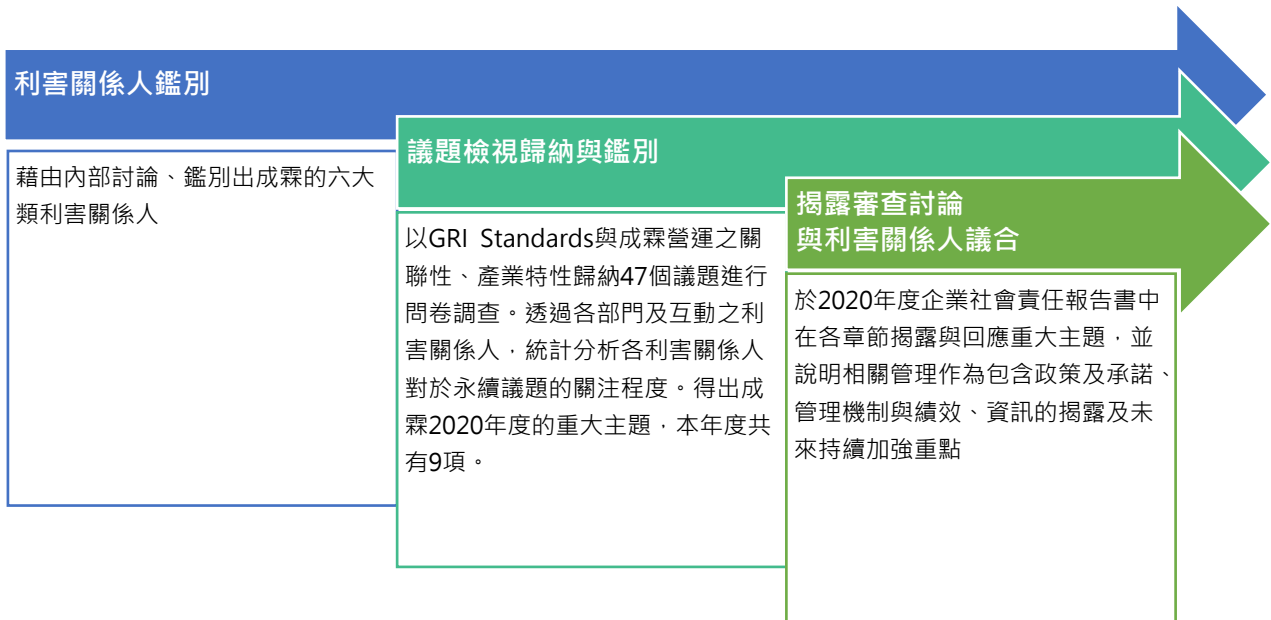 利害關係人鑑別
藉由內部討論、鑑別出成霖的六大
類利害關係人
議題檢視歸納與鑑別
以GRI Standards與成霖營運之關
聯性、產業特性歸納47個議題進行
問卷調查。透過各部門及互動之利
害關係人，統計分析各利害關係人
對於永續議題的關注程度。得出成
霖2020年度的重大主題，本年度共
有9項。
揭露審查討論
與利害關係人議合
於2020年度企業社會責任報告書中
在各章節揭露與回應重大主題，並
說明相關管理作為包含政策及承諾、
管理機制與績效、資訊的揭露及未
來持續加強重點